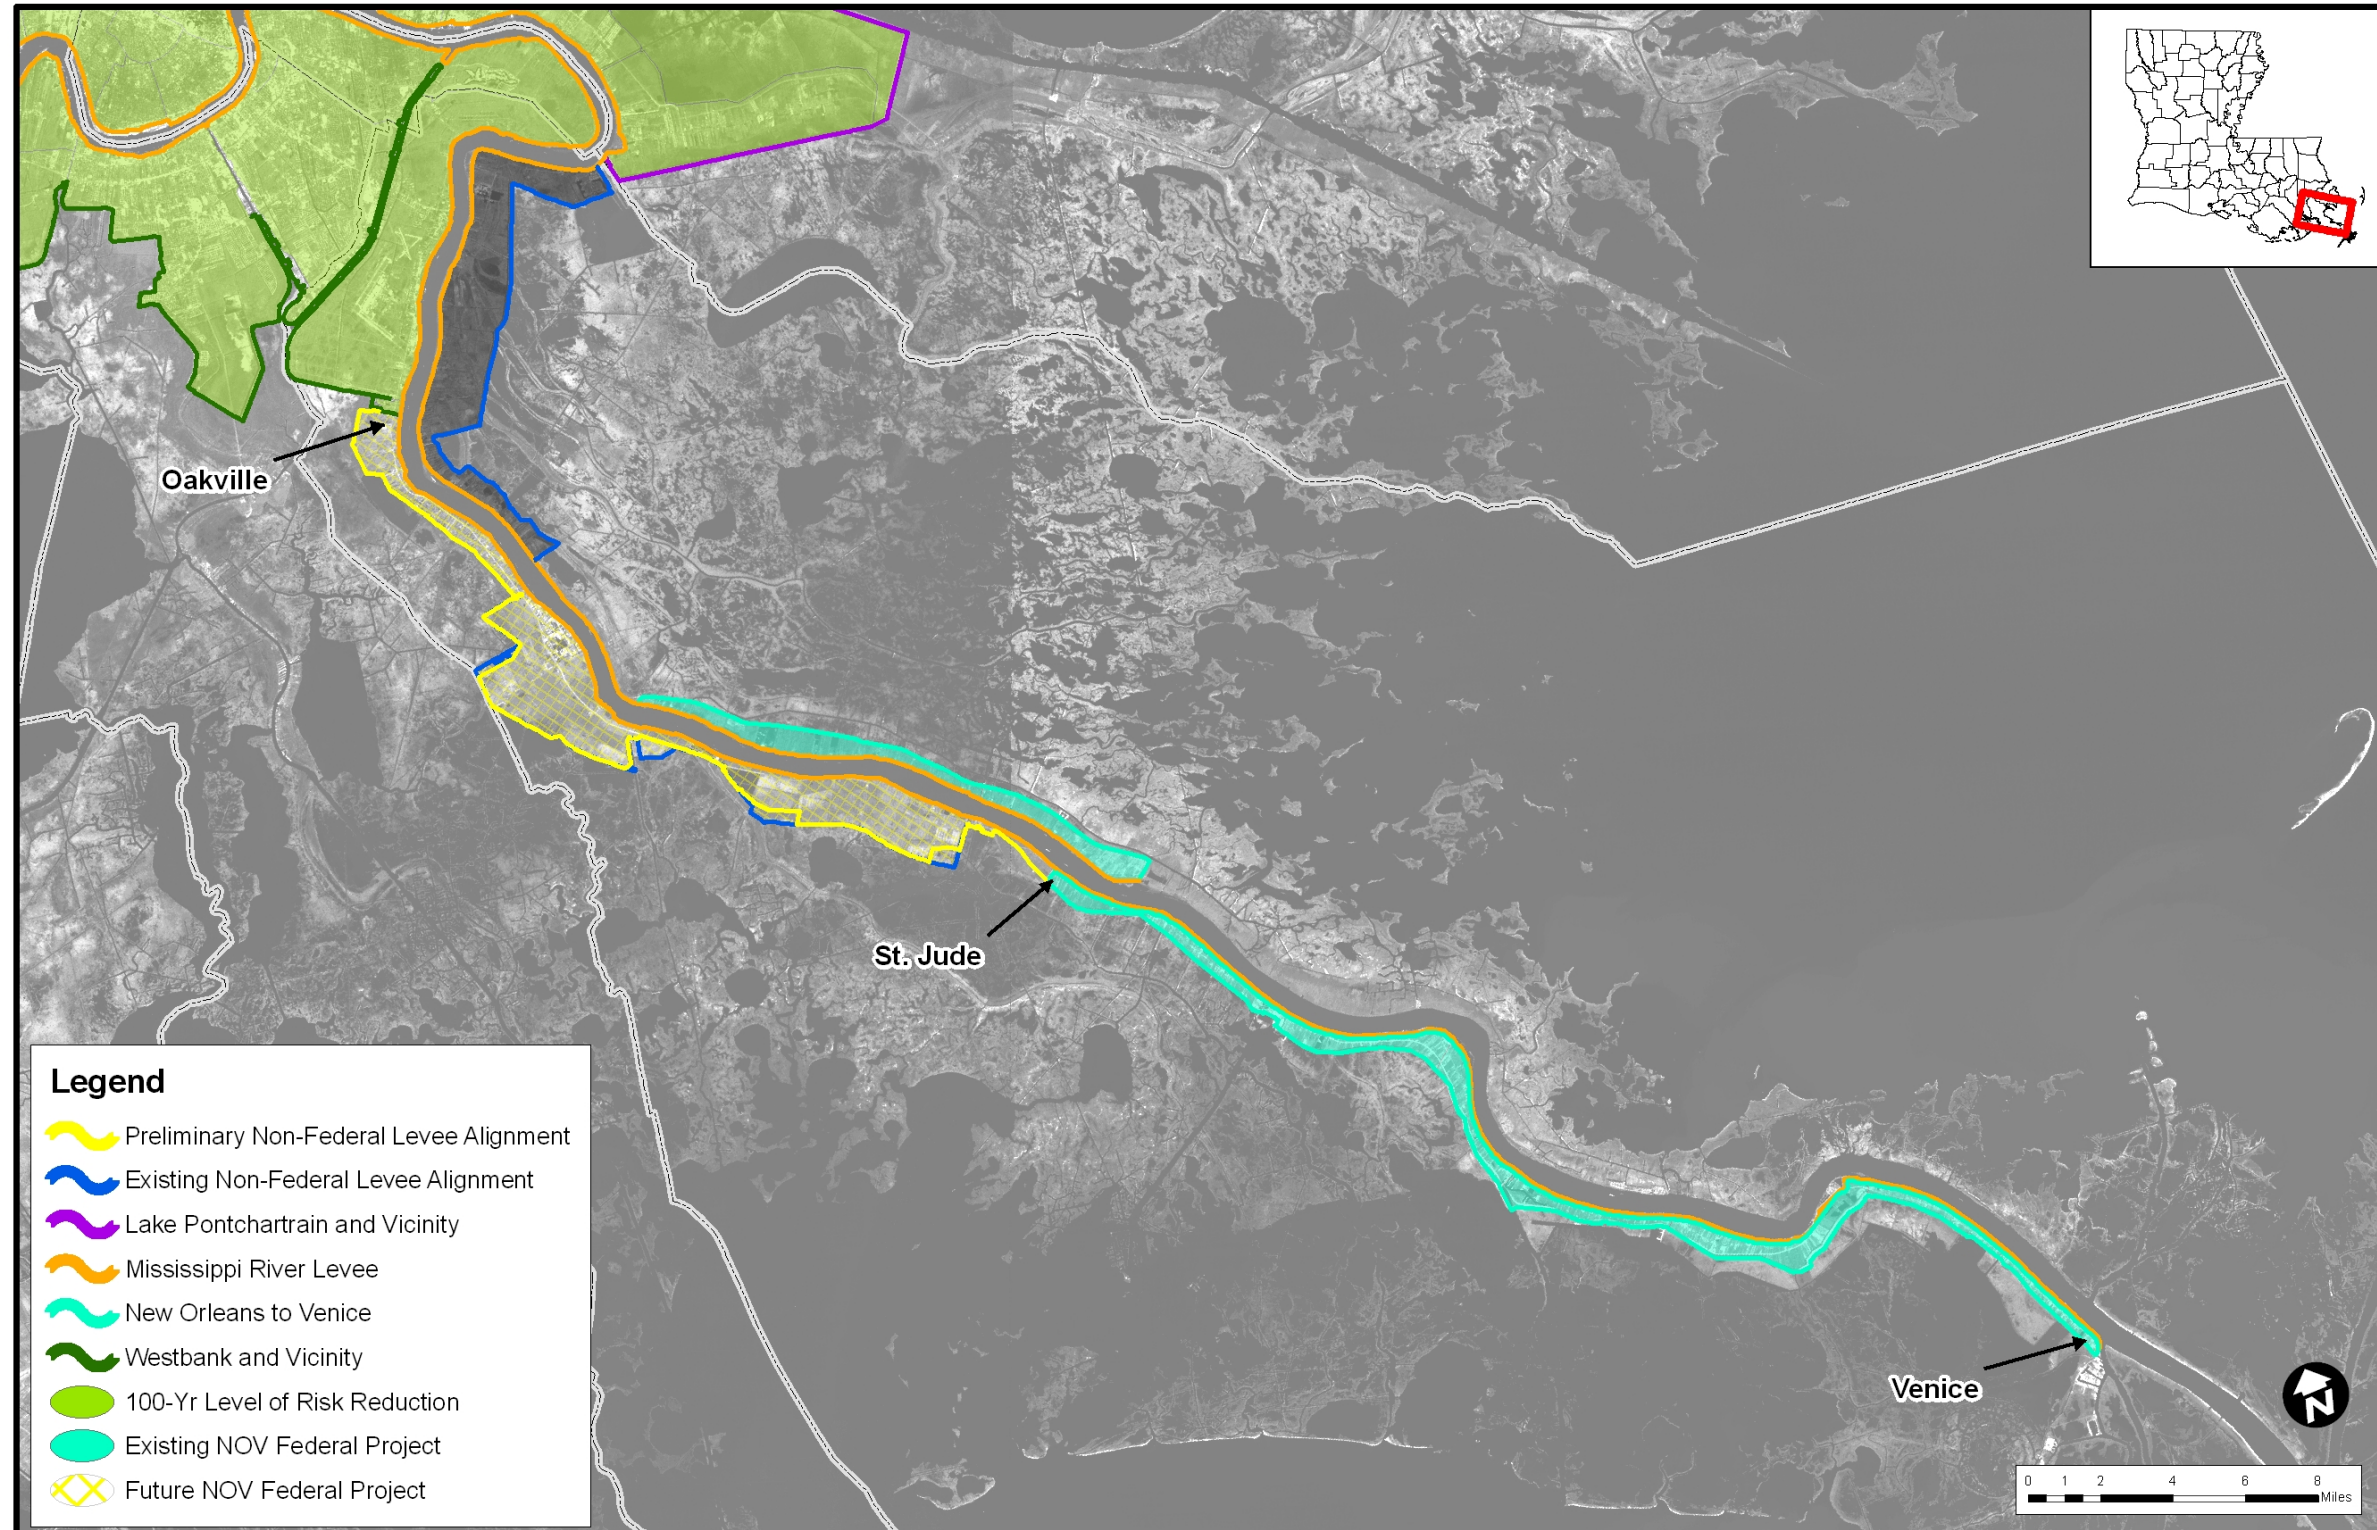 Oakville
St. Jude
Venice
Legend
Preliminary Non-Federal Levee Alignment
Existing Non-Federal Levee Alignment
Lake Pontchartrain and Vicinity
Mississippi River Levee
New Orleans to Venice
Westbank and Vicinity
100-Yr Level of Risk Reduction
Existing NOV Federal Project
Future NOV Federal Project
N
0 1 2 4 6 8
Miles